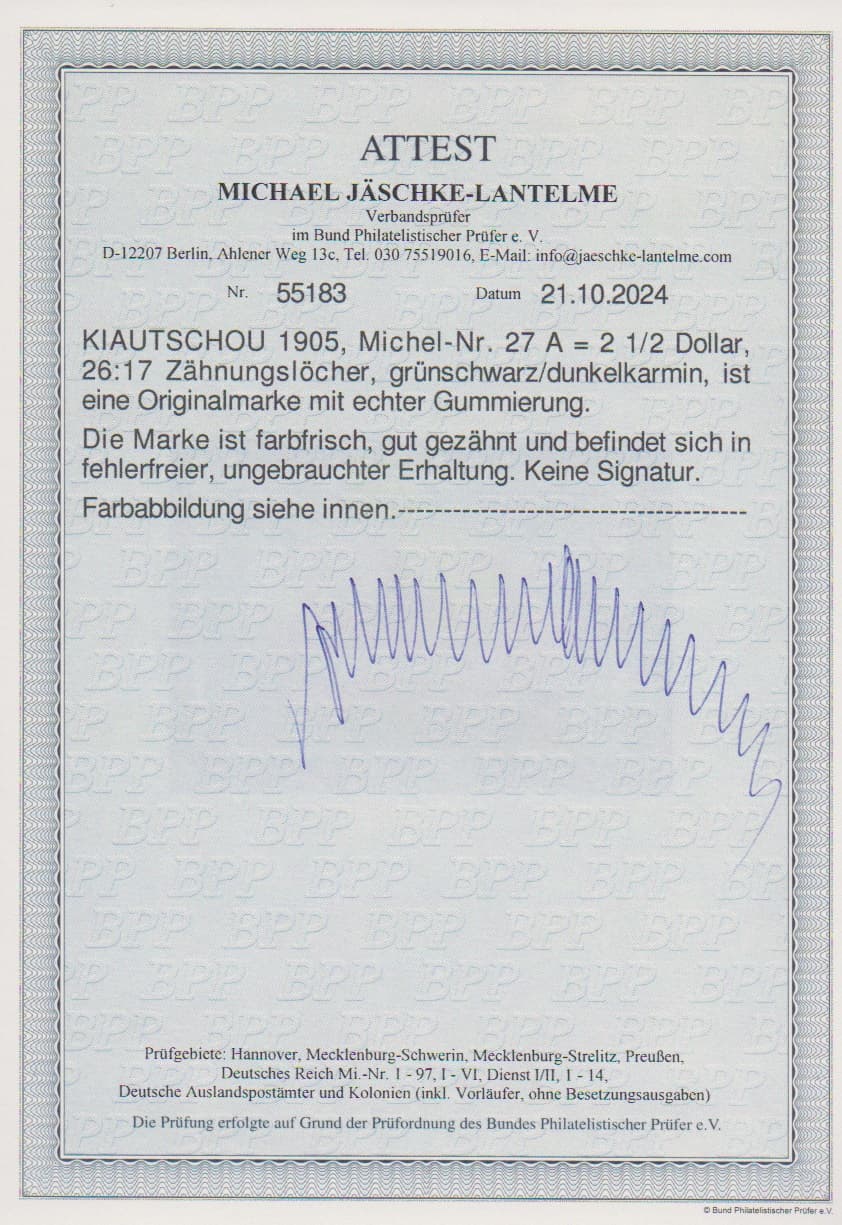 ATTEST
MICHAEL JÄSCHKE-LANTELME
Verbandsprüfer
im Bund Philatelistischer Prüfer e. V.
D-12207 Berlin, Ahlener Weg 13c, Tel. 030 75519016, E-Mail: info@jaeschke-lantelme.com
Nr. 55183 Datum 21.10.2024
KIAUTSCHOU 1905, Michel-Nr. 27 A = 2 1/2 Dollar,
26:17 Zähnungslöcher, grünschwarz/dunkelkarmin, ist
eine Originalmarke mit echter Gummierung.
Die Marke ist farbfrisch, gut gezähnt und befindet sich in
fehlerfreier, ungebrauchter Erhaltung. Keine Signatur.
Farbabbildung siehe innen.--------------------------------------
Prüfgebiete: Hannover, Mecklenburg-Schwerin, Mecklenburg-Strelitz, Preußen,
Deutsches Reich Mi.-Nr. 1 - 97, I - VI, Dienst I/II, 1 - 14,
Deutsche Auslandspostämter und Kolonien (inkl. Vorläufer, ohne Besetzungsausgaben)
Die Prüfung erfolgte auf Grund der Prüfordnung des Bundes Philatelistischer Prüfer e.V.
© Bund Philatelistischer Prüfer e.V.